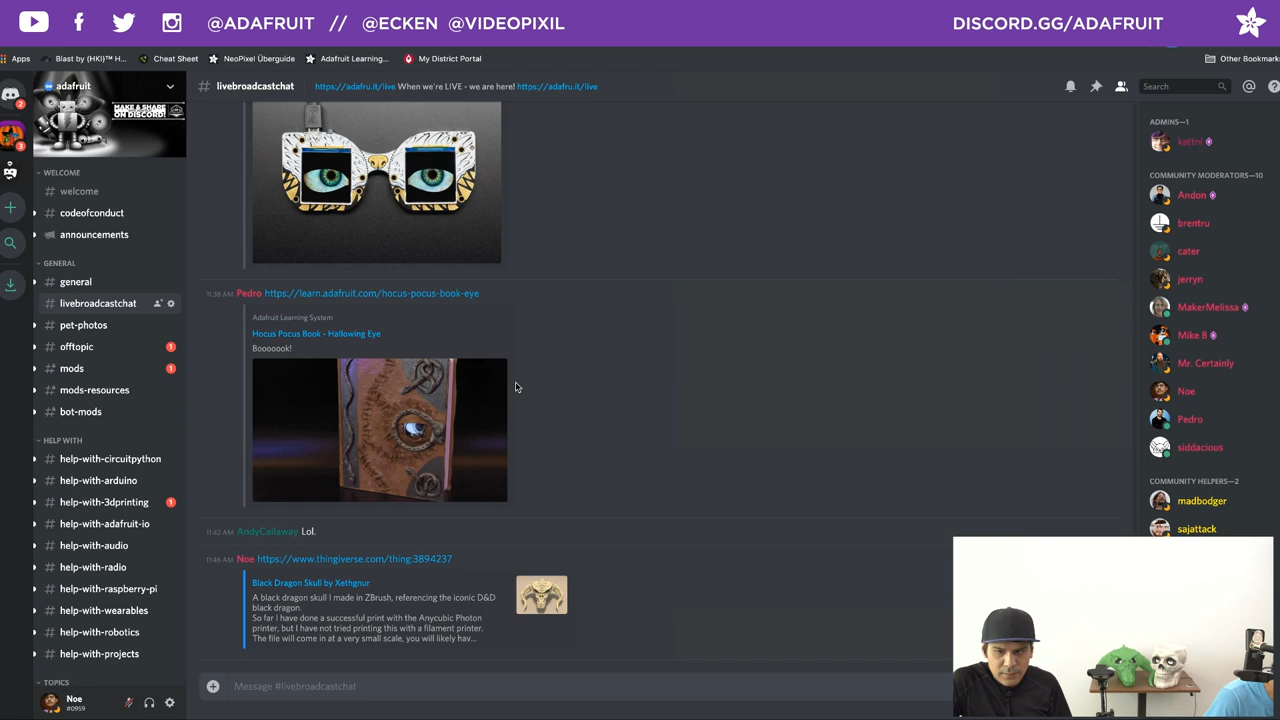 @ADAFRUIT // @ECKEN @VIDEOPIXIL
DISCORD.GG/ADAFRUIT
Apps
Blast by (HKI)™ H...
Cheat Sheet
NeoPixel Überguide
Adafruit Learning...
My District Portal
Other Bookmark
2
3
adafruit
MAKE & SHARE
ON DISCORD!
WELCOME
# welcome
# codeofconduct
announcements
GENERAL
# general
# livebroadcastchat
# pet-photos
# offtopic 1
# mods 1
# mods-resources
# bot-mods
HELP WITH
# help-with-circuitpython
# help-with-arduino
# help-with-3dprinting 1
# help-with-adafruit-io
# help-with-audio
# help-with-radio
# help-with-raspberry-pi
# help-with-wearables
# help-with-robotics
# help-with-projects
TOPICS
Noe
#0959
# livebroadcastchat
https://adafru.it/live When we're LIVE - we are here! https://adafru.it/live
Search
11:38 AM Pedro https://learn.adafruit.com/hocus-pocus-book-eye
Adafruit Learning System
Hocus Pocus Book - Hallowing Eye
Booooook!
11:42 AM AndyCallaway Lol.
11:46 AM Noe https://www.thingiverse.com/thing:3894237
Black Dragon Skull by Xethgnur
A black dragon skull I made in ZBrush, referencing the iconic D&D
black dragon.
So far I have done a successful print with the Anycubic Photon
printer, but I have not tried printing this with a filament printer.
The file will come in at a very small scale, you will likely hav...
Message #livebroadcastchat
ADMINS—1
kattni
COMMUNITY MODERATORS—10
Andon
brentru
cater
jerryn
MakerMelissa
Mike B
Mr. Certainly
Noe
Pedro
siddacious
COMMUNITY HELPERS—2
madbodger
sajattack